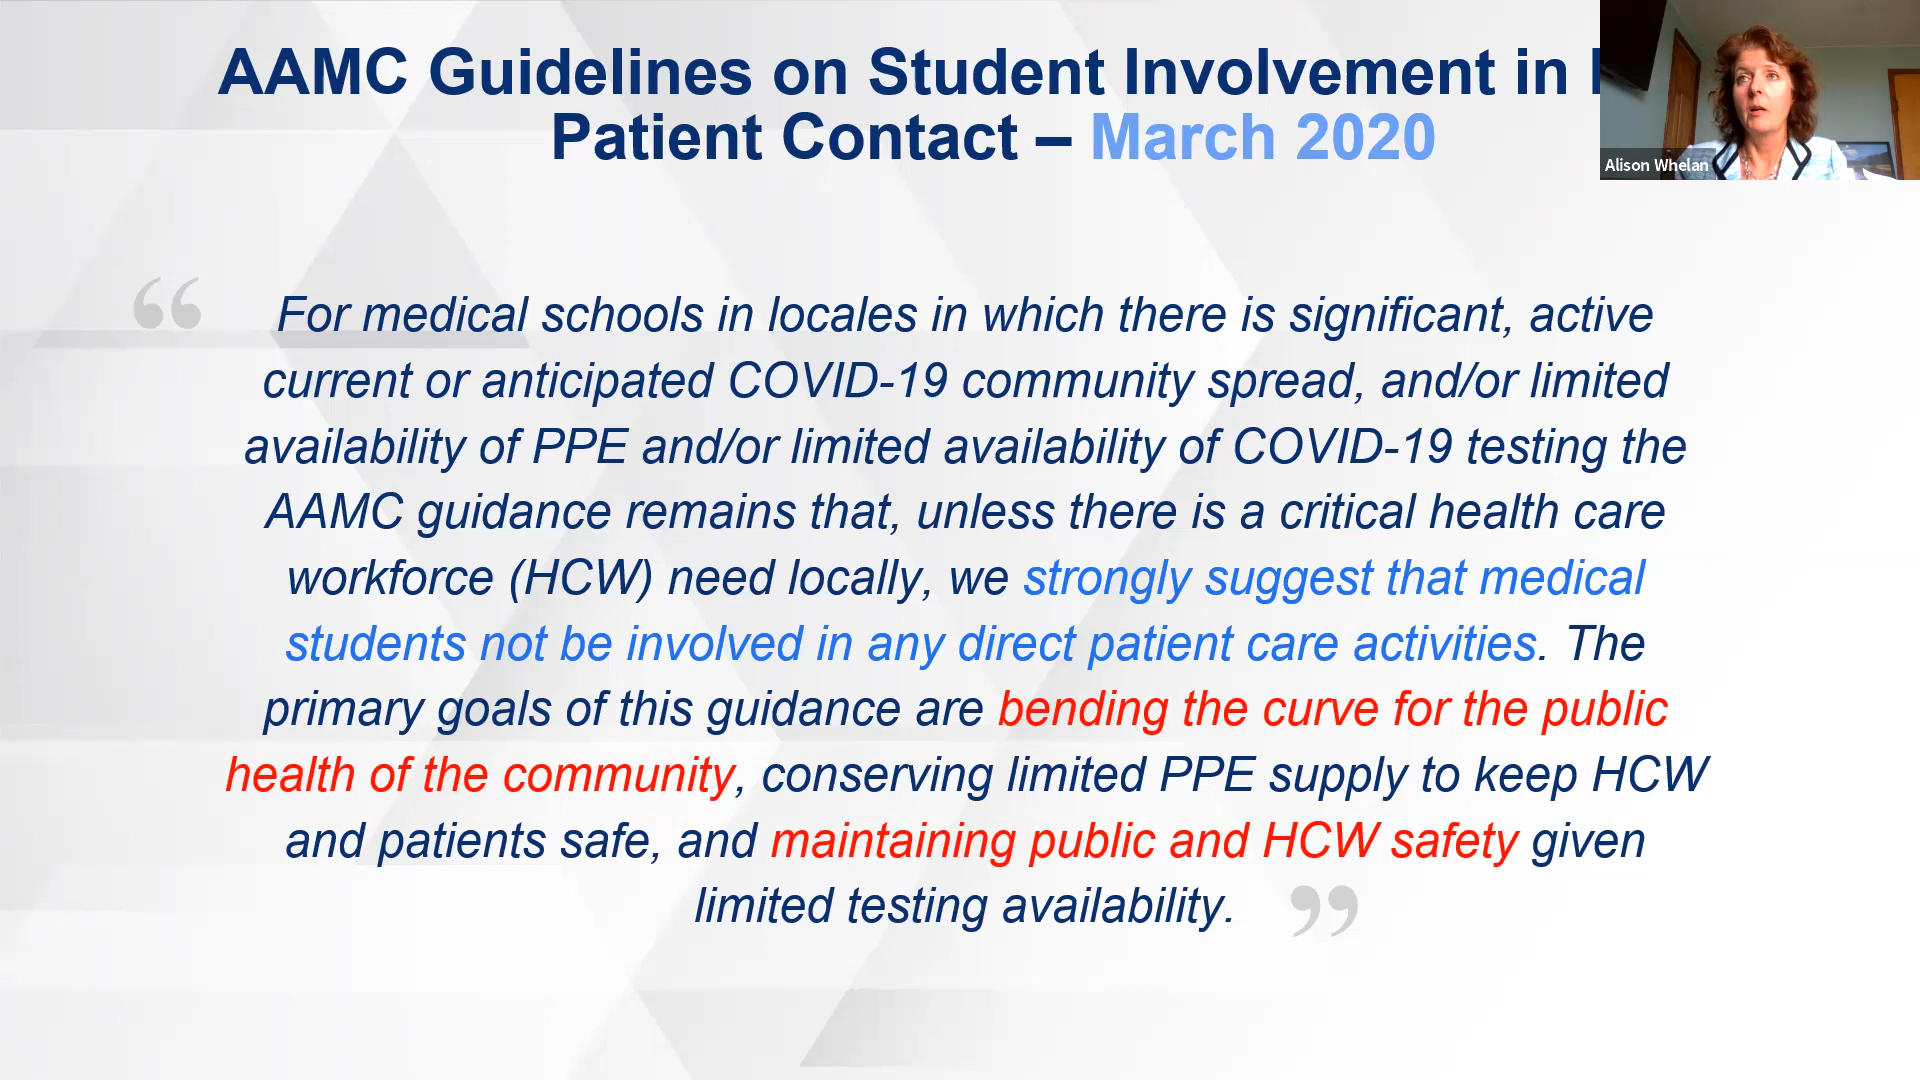 AAMC Guidelines on Student Involvement in
Patient Contact – March 2020
Alison Whelan
“ For medical schools in locales in which there is significant, active
current or anticipated COVID-19 community spread, and/or limited
availability of PPE and/or limited availability of COVID-19 testing the
AAMC guidance remains that, unless there is a critical health care
workforce (HCW) need locally, we strongly suggest that medical
students not be involved in any direct patient care activities. The
primary goals of this guidance are bending the curve for the public
health of the community, conserving limited PPE supply to keep HCW
and patients safe, and maintaining public and HCW safety given
limited testing availability. ”